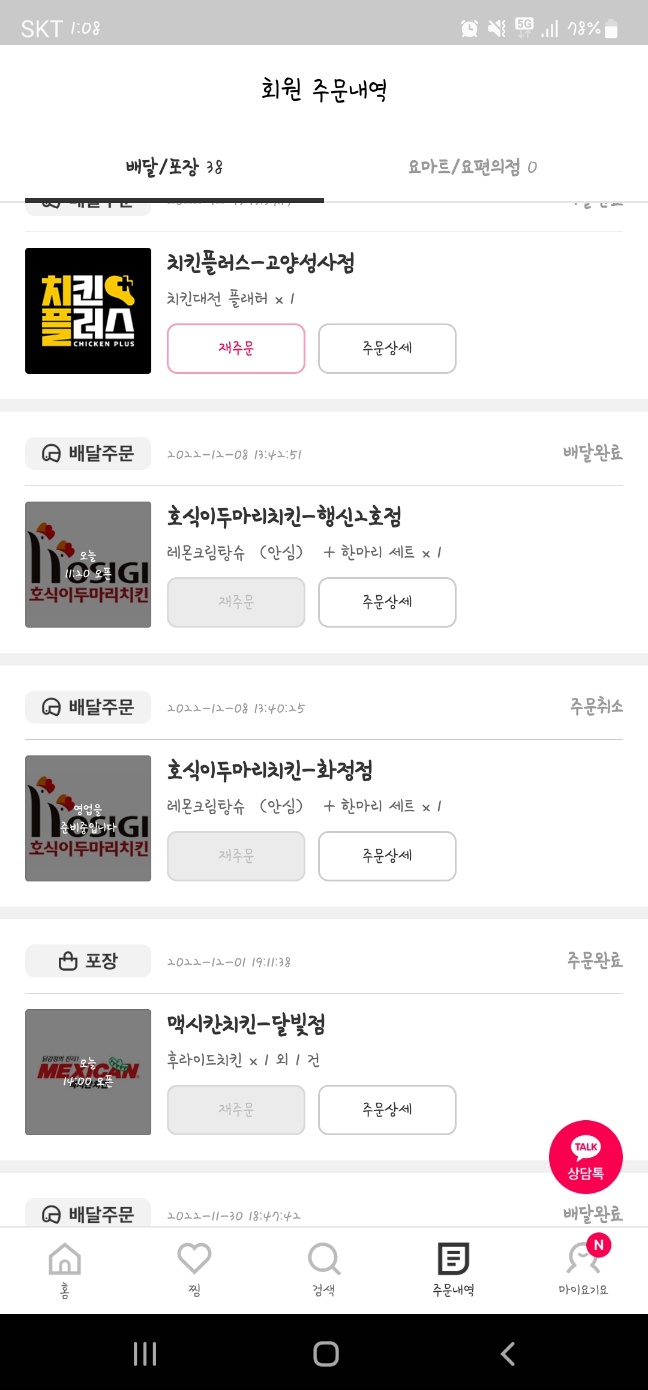 SKT 1:08
5G
78%
회원 주문내역
배달/포장 38
요마트/요편의점 0
배달주문
치킨플러스-고양성사점
치킨대전 플래터 x 1
치킨
플러스
CHICKEN PLUS
재주문
주문상세
배달주문
2022-12-08 13:42:51
배달완료
호식이두마리치킨-행신2호점
레몬크림탕슈 (안심) + 한마리 세트 x 1
오늘
11:20 오픈
HOSIGI
호식이두마리치킨
재주문
주문상세
배달주문
2022-12-08 13:40:25
주문취소
호식이두마리치킨-화정점
레몬크림탕슈 (안심) + 한마리 세트 x 1
영업을
준비중입니다
HOSIGI
호식이두마리치킨
재주문
주문상세
포장
2022-12-01 19:11:38
주문완료
맥시칸치킨-달빛점
후라이드치킨 x 1 외 1 건
오늘
MEXICAN
14:00 오픈
재주문
주문상세
TALK
상담톡
배달주문
2022-11-30 18:47:42
배달완료
N
홈
찜
검색
주문내역
마이요기요